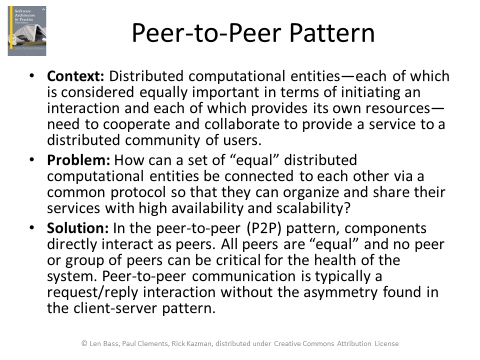 Software
Architecture
in Practice
Peer-to-Peer Pattern
• Context: Distributed computational entities—each of which
is considered equally important in terms of initiating an
interaction and each of which provides its own resources—
need to cooperate and collaborate to provide a service to a
distributed community of users.
• Problem: How can a set of “equal” distributed
computational entities be connected to each other via a
common protocol so that they can organize and share their
services with high availability and scalability?
• Solution: In the peer-to-peer (P2P) pattern, components
directly interact as peers. All peers are “equal” and no peer
or group of peers can be critical for the health of the
system. Peer-to-peer communication is typically a
request/reply interaction without the asymmetry found in
the client-server pattern.
© Len Bass, Paul Clements, Rick Kazman, distributed under Creative Commons Attribution License